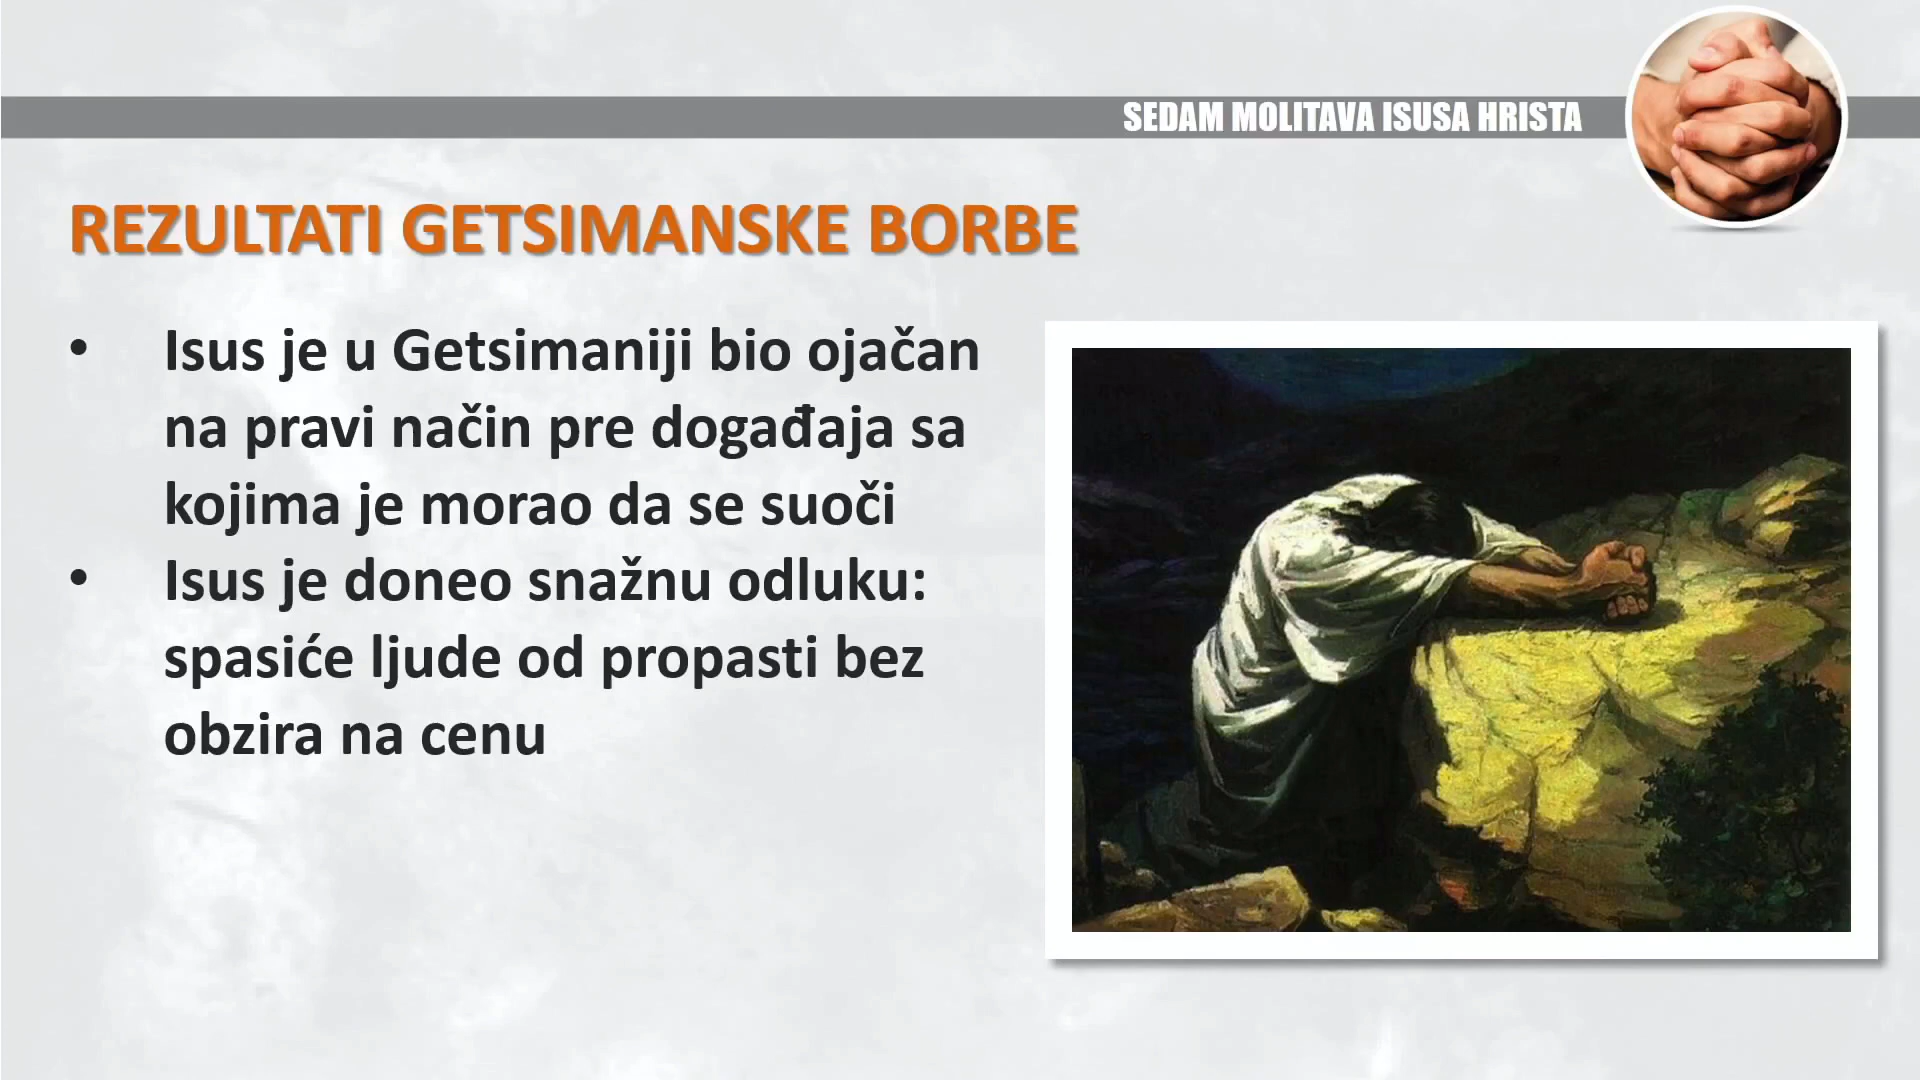 SEDAM MOLITAVA ISUSA HRISTA
REZULTATI GETSIMANSKE BORBE
• Isus je u Getsimaniji bio ojačan
na pravi način pre događaja sa
kojima je morao da se suoči
• Isus je doneo snažnu odluku:
spasiće ljude od propasti bez
obzira na cenu